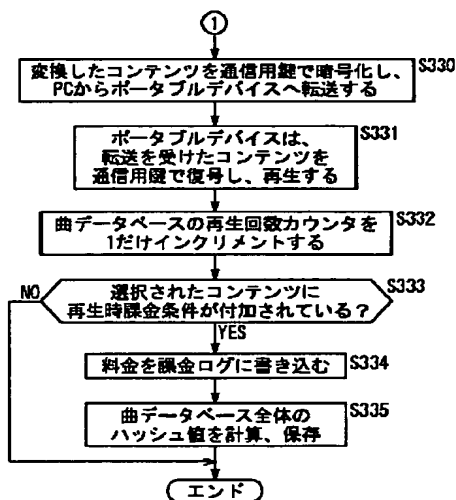 1
変換したコンテンツを通信用鍵で暗号化し、
PCからポータブルデバイスへ転送する
S330
ポータブルデバイスは、
転送を受けたコンテンツを
通信用鍵で復号し、再生する
S331
曲データベースの再生回数カウンタを
1だけインクリメントする
S332
選択されたコンテンツに
再生時課金条件が付加されている?
S333
NO
YES
料金を課金ログに書き込む
S334
曲データベース全体の
ハッシュ値を計算、保存
S335
エンド